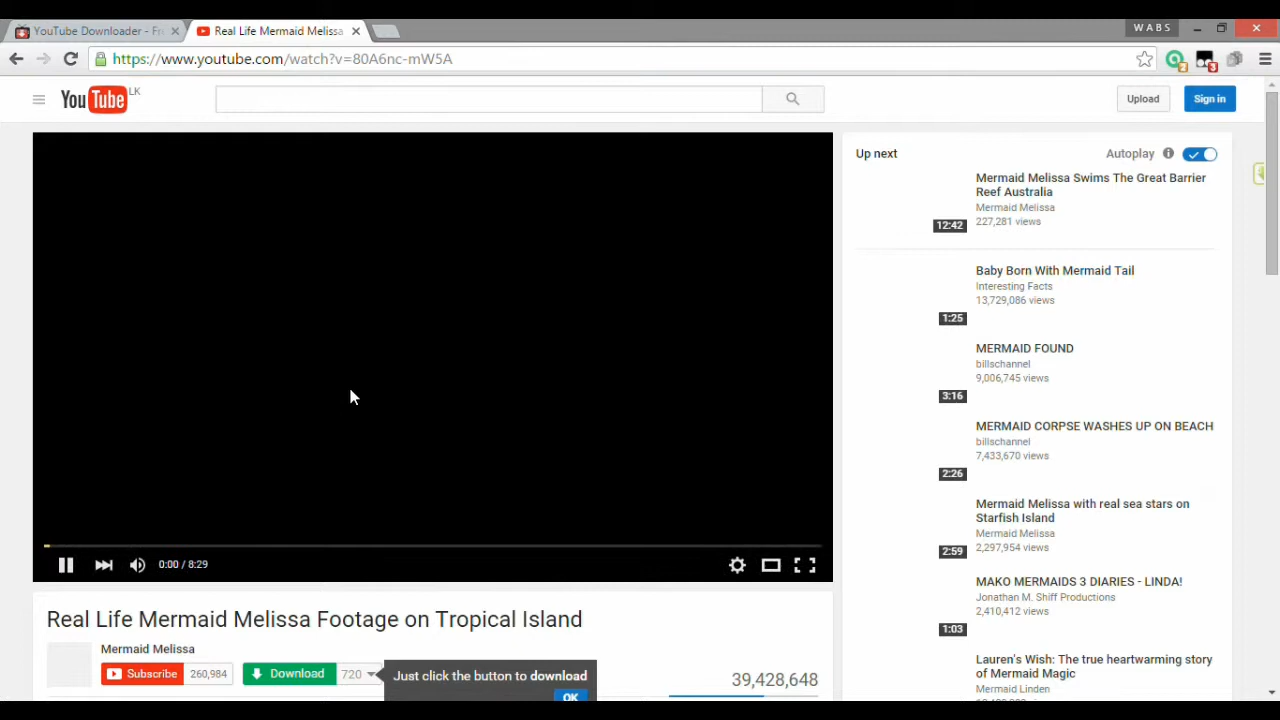 YouTube Downloader - Fr
Real Life Mermaid Melissa
WABS
https://www.youtube.com/watch?v=80A6nc-mW5A
2
3
YouTube LK
Upload
Sign in
Up next
Autoplay
Mermaid Melissa Swims The Great Barrier
Reef Australia
Mermaid Melissa
227,281 views
12:42
Baby Born With Mermaid Tail
Interesting Facts
13,729,086 views
1:25
MERMAID FOUND
billschannel
9,006,745 views
3:16
MERMAID CORPSE WASHES UP ON BEACH
billschannel
7,433,670 views
2:26
Mermaid Melissa with real sea stars on
Starfish Island
Mermaid Melissa
2,297,954 views
2:59
MAKO MERMAIDS 3 DIARIES - LINDA!
Jonathan M. Shiff Productions
2,410,412 views
1:03
Lauren's Wish: The true heartwarming story
of Mermaid Magic
Mermaid Linden
0:00 / 8:29
Real Life Mermaid Melissa Footage on Tropical Island
Mermaid Melissa
Subscribe 260,984
Download 720
Just click the button to download
OK
39,428,648